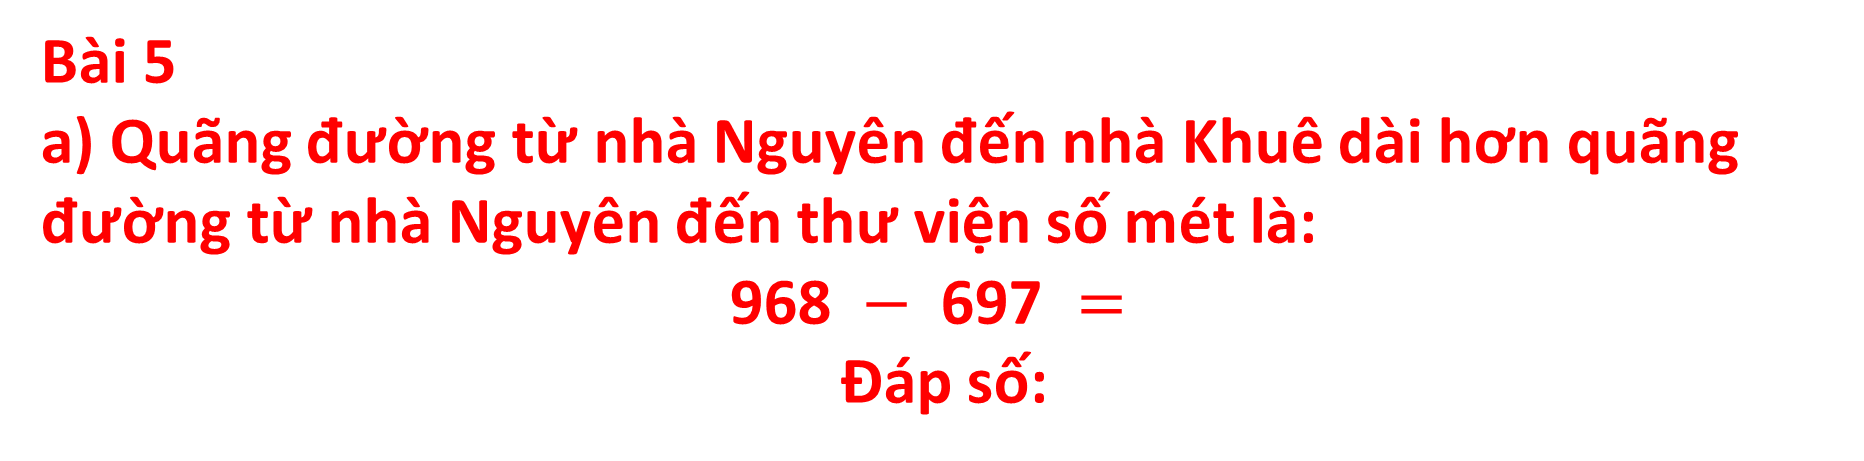 Bài 5
a) Quãng đường từ nhà Nguyên đến nhà Khuê dài hơn quãng
đường từ nhà Nguyên đến thư viện số mét là:
968 − 697 =
Đáp số: